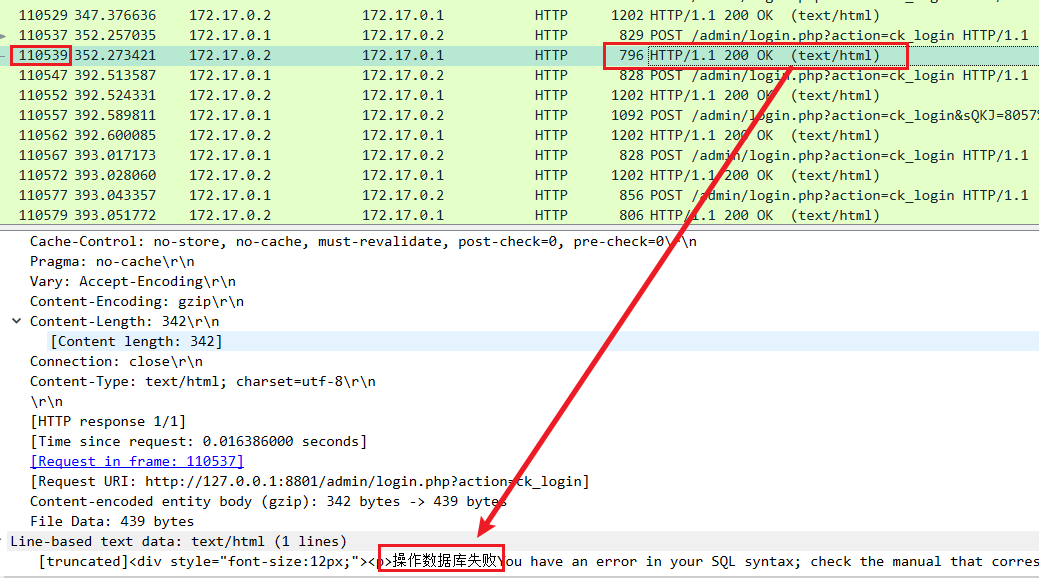 110529 347.376636 172.17.0.2 172.17.0.1 HTTP 1202 HTTP/1.1 200 OK (text/html)
110537 352.257035 172.17.0.1 172.17.0.2 HTTP 829 POST /admin/login.php?action=ck_login HTTP/1.1
110539 352.273421 172.17.0.2 172.17.0.1 HTTP 796 HTTP/1.1 200 OK (text/html)
110547 392.513587 172.17.0.1 172.17.0.2 HTTP 828 POST /admin/login.php?action=ck_login HTTP/1.1
110552 392.524331 172.17.0.2 172.17.0.1 HTTP 1202 HTTP/1.1 200 OK (text/html)
110557 392.589811 172.17.0.1 172.17.0.2 HTTP 1092 POST /admin/login.php?action=ck_login&sQKJ=8057%
110562 392.600085 172.17.0.2 172.17.0.1 HTTP 1202 HTTP/1.1 200 OK (text/html)
110567 393.017173 172.17.0.1 172.17.0.2 HTTP 828 POST /admin/login.php?action=ck_login HTTP/1.1
110572 393.028060 172.17.0.2 172.17.0.1 HTTP 1202 HTTP/1.1 200 OK (text/html)
110577 393.043357 172.17.0.1 172.17.0.2 HTTP 856 POST /admin/login.php?action=ck_login HTTP/1.1
110579 393.051772 172.17.0.2 172.17.0.1 HTTP 806 HTTP/1.1 200 OK (text/html)
Cache-Control: no-store, no-cache, must-revalidate, post-check=0, pre-check=0\r\n
Pragma: no-cache\r\n
Vary: Accept-Encoding\r\n
Content-Encoding: gzip\r\n
Content-Length: 342\r\n
[Content length: 342]
Connection: close\r\n
Content-Type: text/html; charset=utf-8\r\n
\r\n
[HTTP response 1/1]
[Time since request: 0.016386000 seconds]
[Request in frame: 110537]
[Request URI: http://127.0.0.1:8801/admin/login.php?action=ck_login]
Content-encoded entity body (gzip): 342 bytes -> 439 bytes
File Data: 439 bytes
Line-based text data: text/html (1 lines)
[truncated]<div style="font-size:12px;"><p>操作数据库失败You have an error in your SQL syntax; check the manual that corres